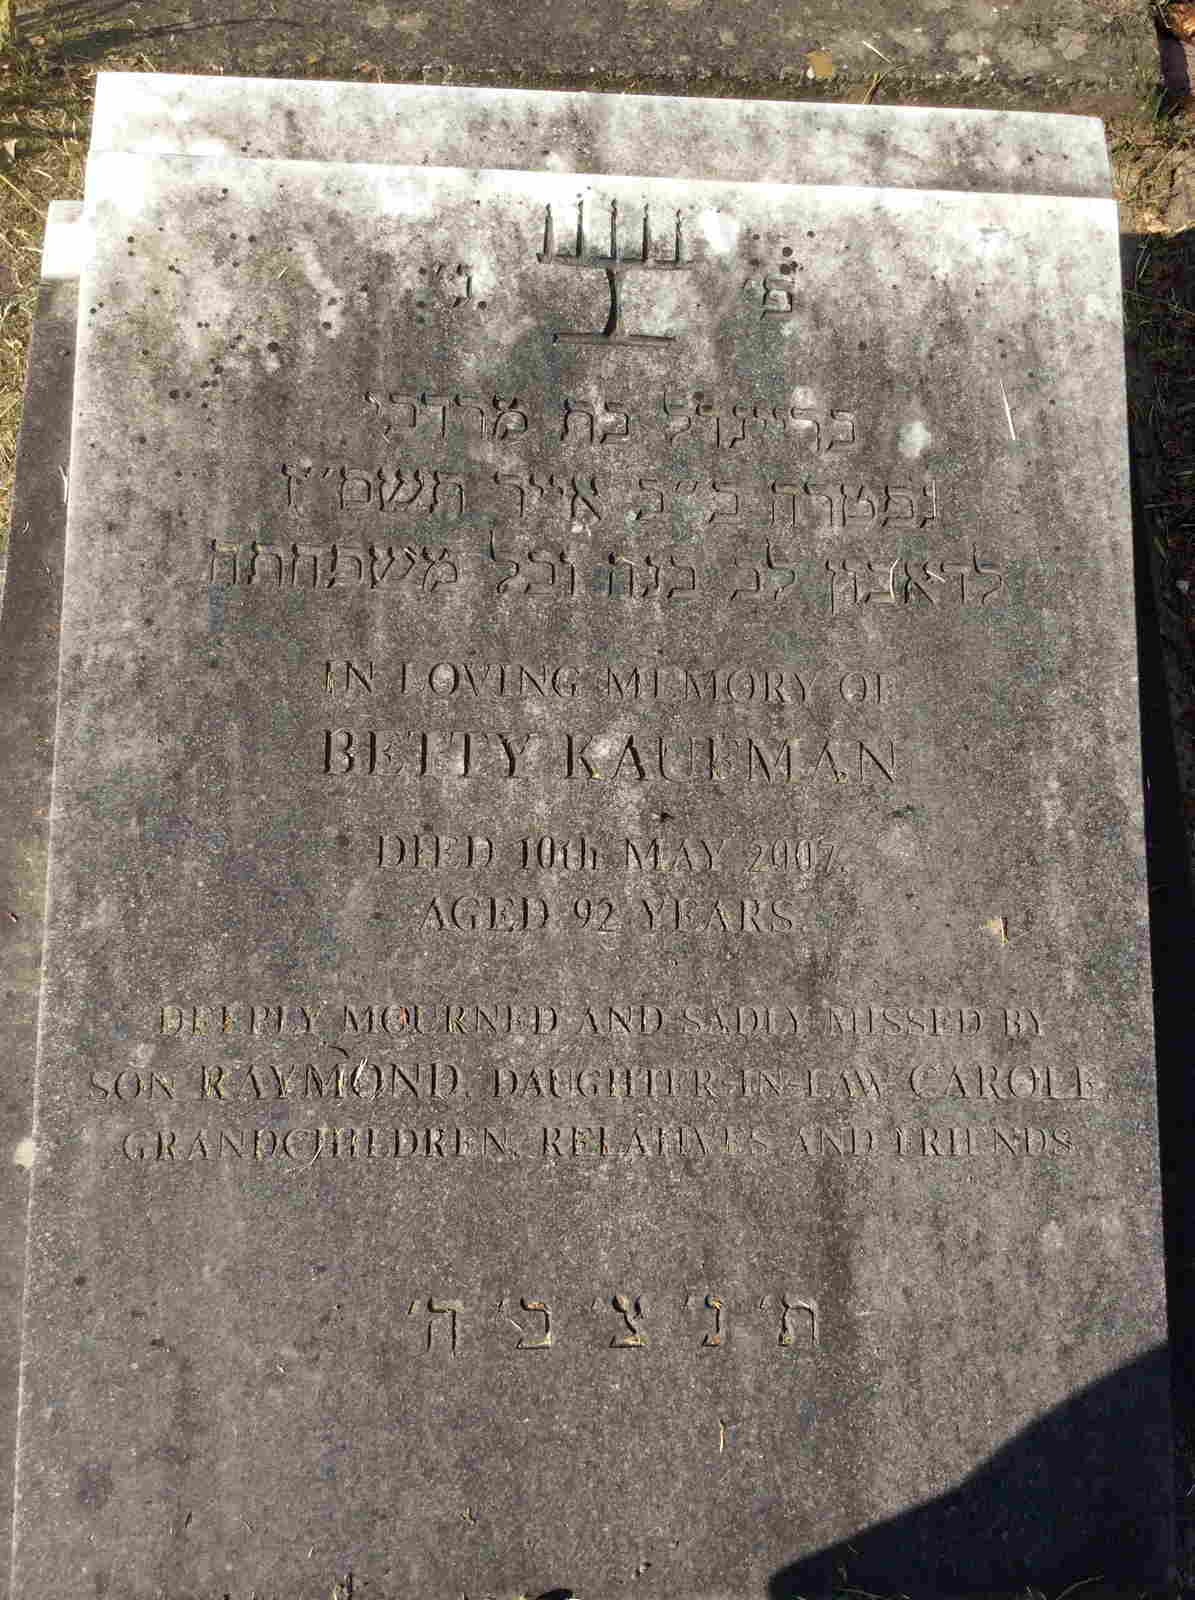 פ' נ'
בריינדל בת מרדכי
נפטרה כ״ב אייר תשס״ז
לדאבון לב בנה וכל משפחתה
IN LOVING MEMORY OF
BETTY KAUFMAN
DIED 10th MAY 2007.
AGED 92 YEARS.
DEEPLY MOURNED AND SADLY MISSED BY
SON RAYMOND, DAUGHTER-IN-LAW CAROLE,
GRANDCHILDREN, RELATIVES AND FRIENDS.
ת' נ' צ' ב' ה'